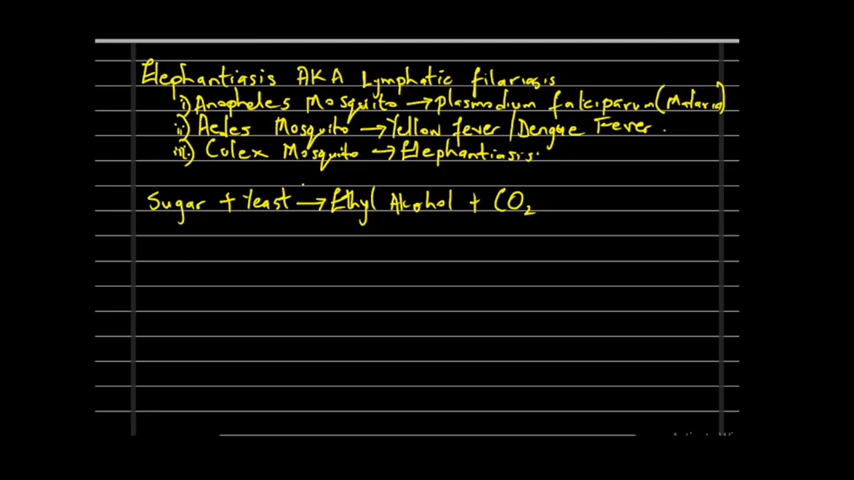 Elephantiasis AKA Lymphatic filariasis
i) Anopheles Mosquito → plasmodium falciparum (Malaria)
ii) Aedes Mosquito → Yellow fever / Dengue Fever.
iii) Culex Mosquito → Elephantiasis.
Sugar + Yeast → Ethyl Alcohol + CO₂